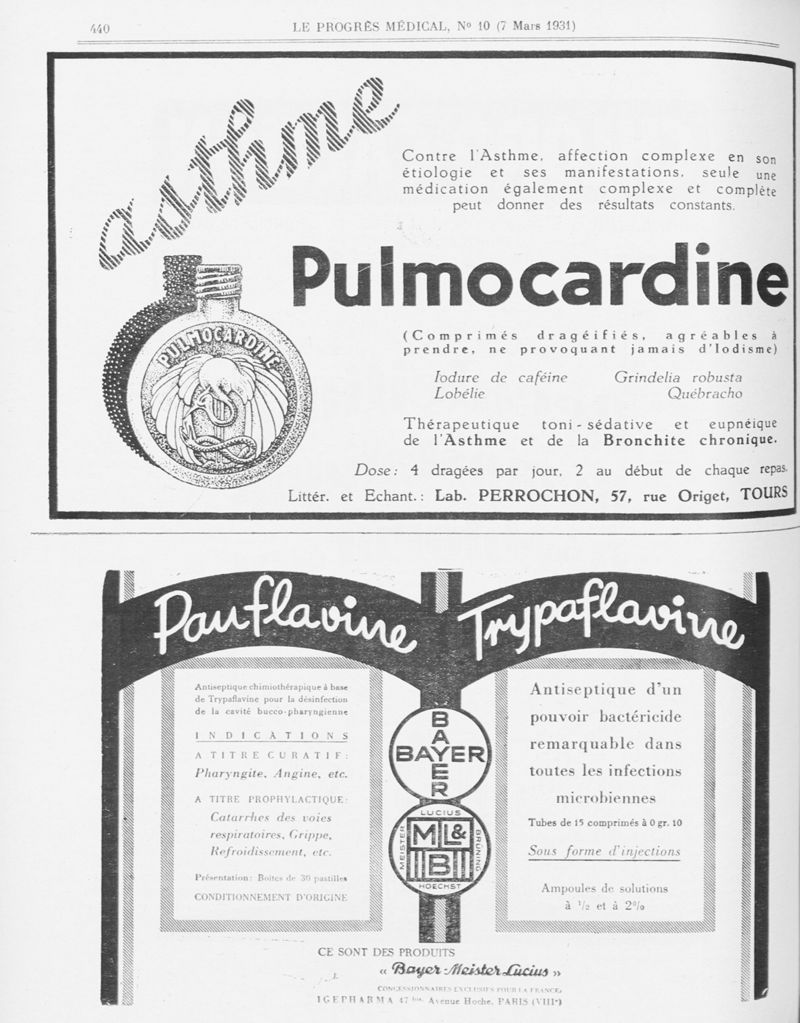 440
LE PROGRÈS MÉDICAL, Nº 10 (7 Mars 1931)
asthme
Contre l'Asthme, affection complexe en son
étiologie et ses manifestations, seule une
médication également complexe et complète
peut donner des résultats constants.
Pulmocardine
PULMOCARDINE
(Comprimés dragéifiés, agréables à
prendre, ne provoquant jamais d'Iodisme)
Iodure de caféine Grindelia robusta
Lobélie Québracho
Thérapeutique toni-sédative et eupnéique
de l'Asthme et de la Bronchite chronique.
Dose: 4 dragées par jour, 2 au début de chaque repas.
Littér. et Echant.: Lab. PERROCHON, 57, rue Origet, TOURS
Panflavine
Antiseptique chimiothérapique à base
de Trypaflavine pour la désinfection
de la cavité bucco-pharyngienne
INDICATIONS
A TITRE CURATIF:
Pharyngite, Angine, etc.
A TITRE PROPHYLACTIQUE:
Catarrhes des voies
respiratoires, Grippe,
Refroidissement, etc.
Présentation: Boîtes de 30 pastilles
CONDITIONNEMENT D'ORIGINE
BAYER
BAYER
LUCIUS
MEISTER
BRÜNING
ML&B
HOECHST
Trypaflavine
Antiseptique d'un
pouvoir bactéricide
remarquable dans
toutes les infections
microbiennes
Tubes de 15 comprimés à 0 gr. 10
Sous forme d'injections
Ampoules de solutions
à 1/2 et à 2%
CE SONT DES PRODUITS
« Bayer-Meister-Lucius »
CONCESSIONNAIRES EXCLUSIFS POUR LA FRANCE,
IGEPHARMA 47 bis, Avenue Hoche, PARIS (VIIIe)